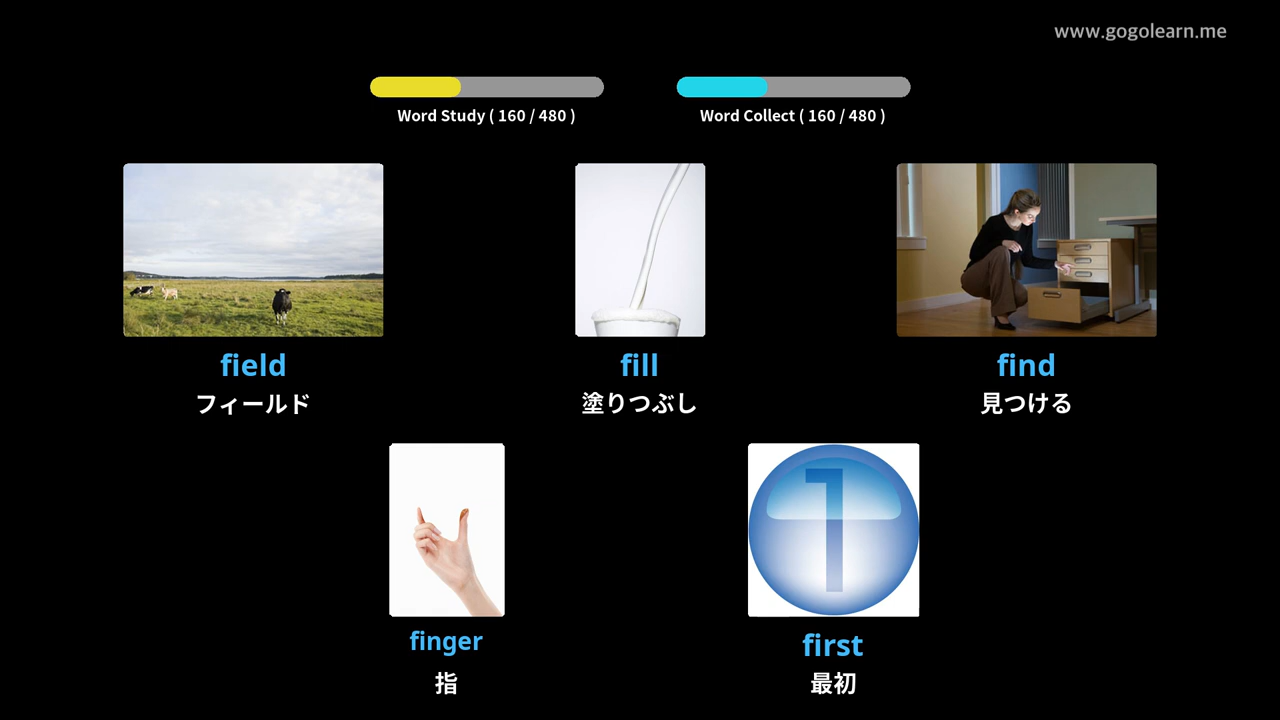 www.gogolearn.me
Word Study ( 160 / 480 )
Word Collect ( 160 / 480 )
field
フィールド
fill
塗りつぶし
find
見つける
finger
指
1
first
最初